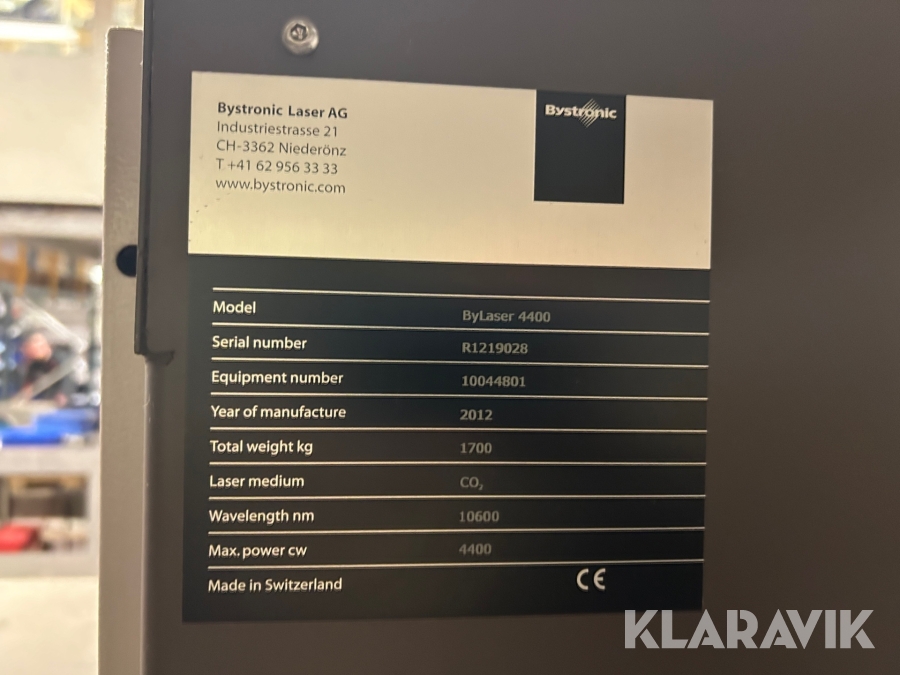 Bystronic Laser AG
Industriestrasse 21
CH-3362 Niederönz
T +41 62 956 33 33
www.bystronic.com
Bystronic
Model ByLaser 4400
Serial number R1219028
Equipment number 10044801
Year of manufacture 2012
Total weight kg 1700
Laser medium CO₂
Wavelength nm 10600
Max. power cw 4400
Made in Switzerland CE
KLARAVIK